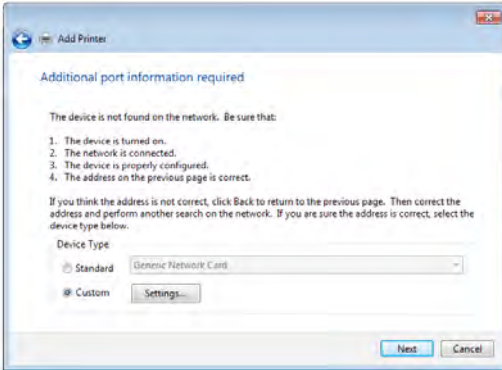 Add Printer
Additional port information required
The device is not found on the network. Be sure that:
1. The device is turned on.
2. The network is connected.
3. The device is properly configured.
4. The address on the previous page is correct.
If you think the address is not correct, click Back to return to the previous page. Then correct the
address and perform another search on the network. If you are sure the address is correct, select the
device type below.
Device Type
Standard Generic Network Card
Custom Settings...
Next Cancel